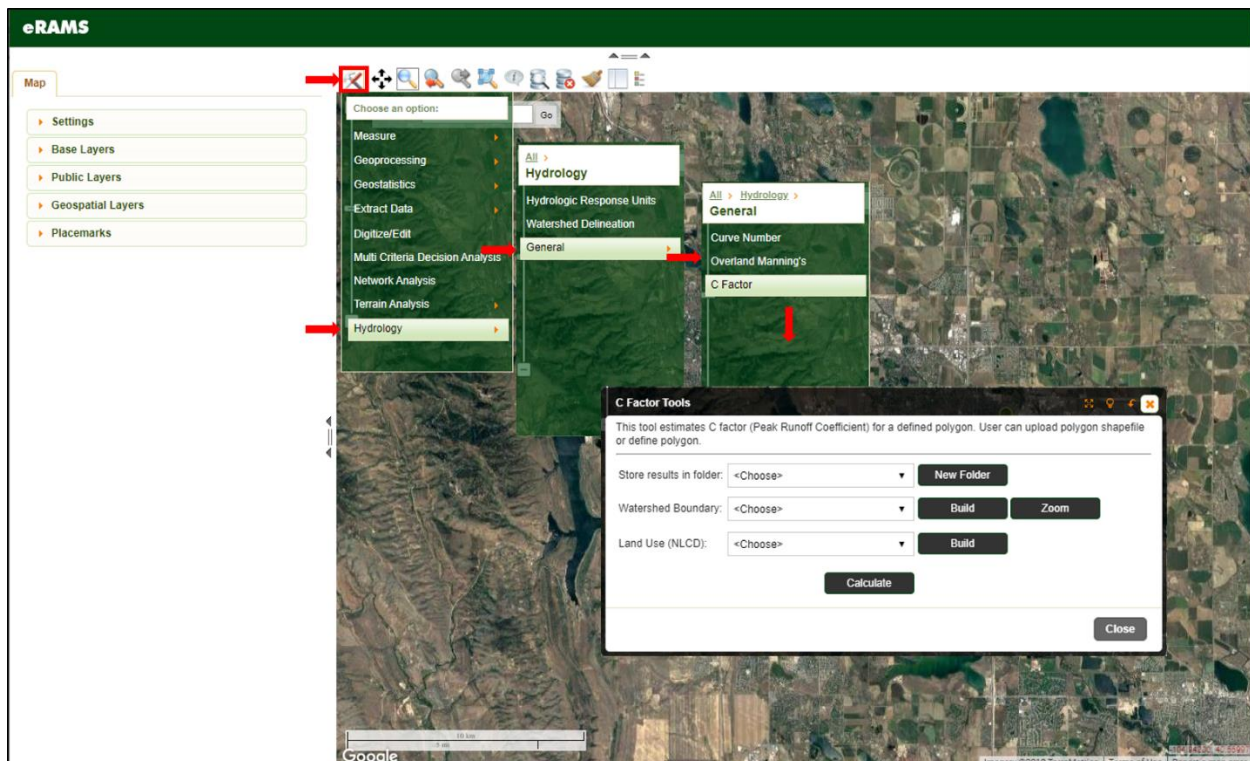 eRAMS
Map
Settings
Base Layers
Public Layers
Geospatial Layers
Placemarks
Choose an option:
Go
Measure
Geoprocessing
Geostatistics
Extract Data
Digitize/Edit
Multi Criteria Decision Analysis
Network Analysis
Terrain Analysis
Hydrology
All >
Hydrology
Hydrologic Response Units
Watershed Delineation
General
All > Hydrology >
General
Curve Number
Overland Manning's
C Factor
C Factor Tools
This tool estimates C factor (Peak Runoff Coefficient) for a defined polygon. User can upload polygon shapefile
or define polygon.
Store results in folder: <Choose> New Folder
Watershed Boundary: <Choose> Build Zoom
Land Use (NLCD): <Choose> Build
Calculate
Close
10 km
5 mi
Google